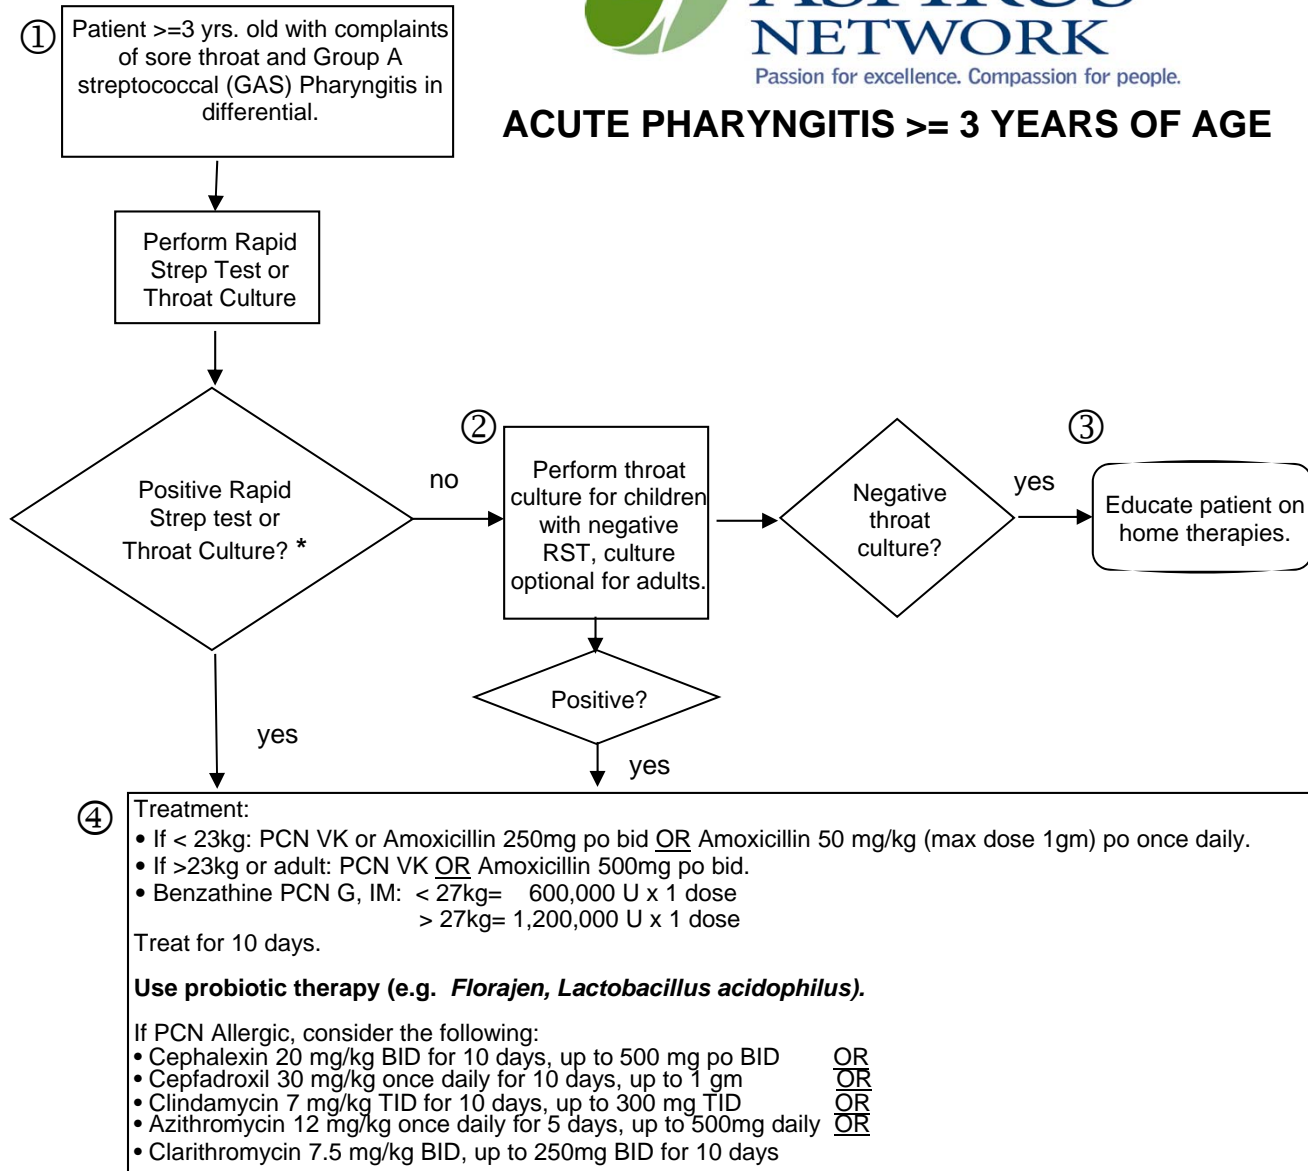 ①
Patient >=3 yrs. old with complaints
of sore throat and Group A
streptococcal (GAS) Pharyngitis in
differential.
NETWORK
Passion for excellence. Compassion for people.
ACUTE PHARYNGITIS >= 3 YEARS OF AGE
Perform Rapid
Strep Test or
Throat Culture
Positive Rapid
Strep test or
Throat Culture? *
no
②
Perform throat
culture for children
with negative
RST, culture
optional for adults.
Negative
throat
culture?
yes
③
Educate patient on
home therapies.
Positive?
yes
yes
④
Treatment:
• If < 23kg: PCN VK or Amoxicillin 250mg po bid OR Amoxicillin 50 mg/kg (max dose 1gm) po once daily.
• If >23kg or adult: PCN VK OR Amoxicillin 500mg po bid.
• Benzathine PCN G, IM: < 27kg= 600,000 U x 1 dose
> 27kg= 1,200,000 U x 1 dose
Treat for 10 days.
Use probiotic therapy (e.g. Florajen, Lactobacillus acidophilus).
If PCN Allergic, consider the following:
• Cephalexin 20 mg/kg BID for 10 days, up to 500 mg po BID OR
• Cepfadroxil 30 mg/kg once daily for 10 days, up to 1 gm OR
• Clindamycin 7 mg/kg TID for 10 days, up to 300 mg TID OR
• Azithromycin 12 mg/kg once daily for 5 days, up to 500mg daily OR
• Clarithromycin 7.5 mg/kg BID, up to 250mg BID for 10 days